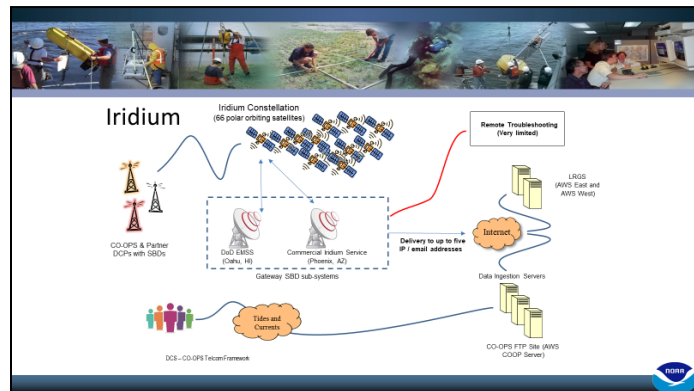 Iridium
Iridium Constellation
(66 polar orbiting satellites)
Remote Troubleshooting
(Very limited)
LRGS
(AWS East and
AWS West)
CO-OPS & Partner
DCPs with SBDs
DoD EMSS
(Oahu, HI)
Commercial Iridium Service
(Phoenix, AZ)
Gateway SBD sub-systems
Delivery to up to five
IP / email addresses
Internet
Data Ingestion Servers
Tides and
Currents
CO-OPS FTP Site (AWS
COOP Server)
DCS – CO-OPS Telcom Framework
NOAA